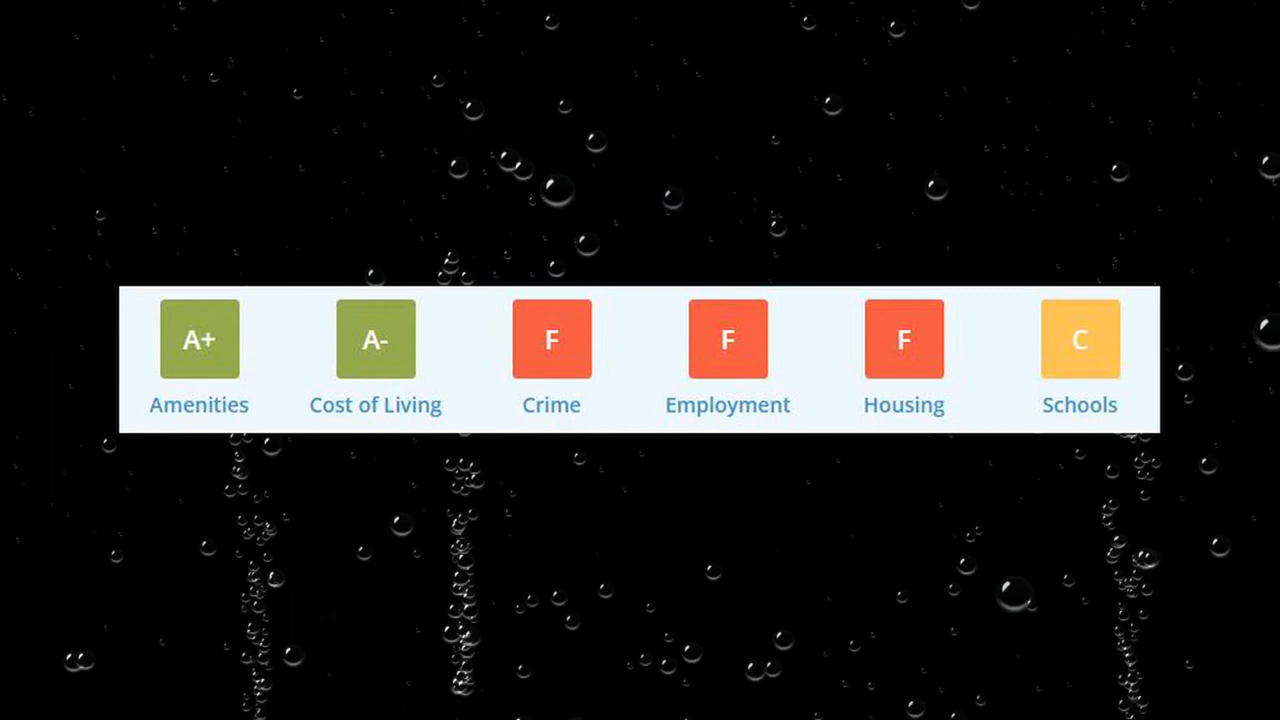 A+ A- F F F C
Amenities Cost of Living Crime Employment Housing Schools